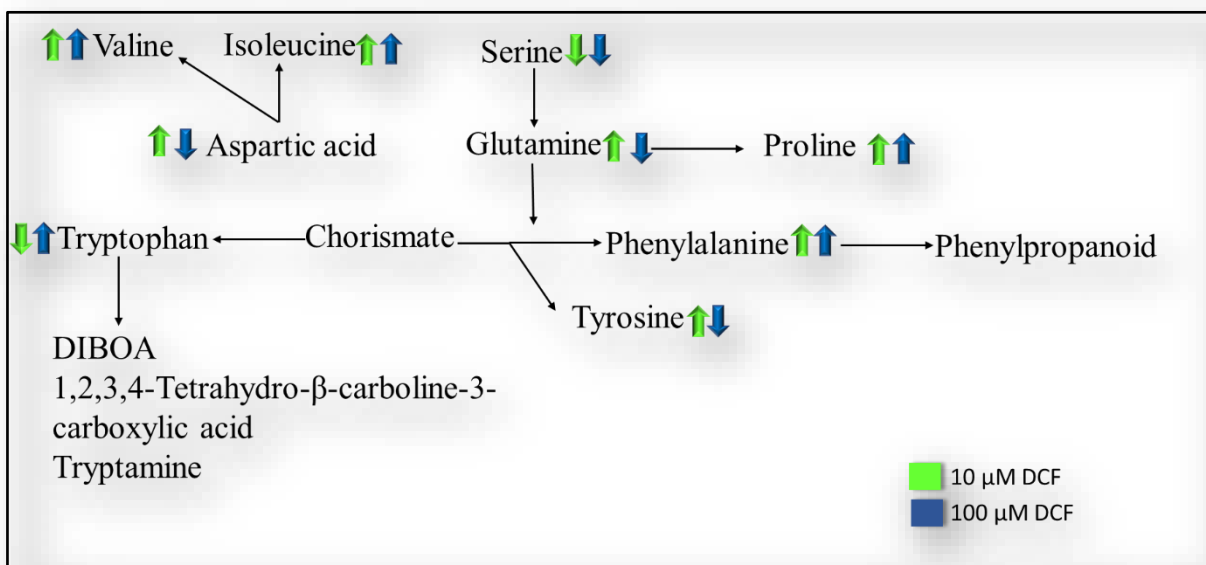 Valine Isoleucine Serine
Aspartic acid Glutamine Proline
Tryptophan Chorismate Phenylalanine Phenylpropanoid
Tyrosine
DIBOA
1,2,3,4-Tetrahydro-β-carboline-3-
carboxylic acid
Tryptamine
10 μM DCF
100 μM DCF